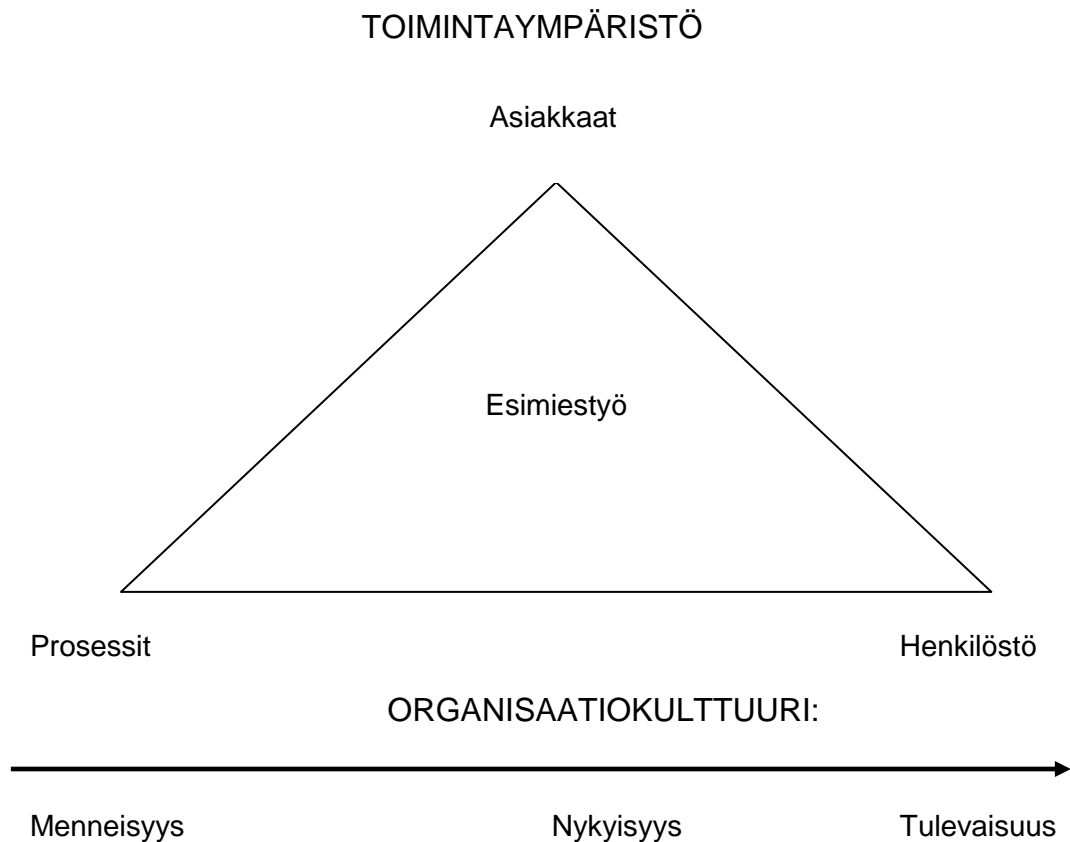 TOIMINTAYMPÄRISTÖ
Asiakkaat
Esimiestyö
Prosessit Henkilöstö
ORGANISAATIOKULTTUURI:
Menneisyys Nykyisyys Tulevaisuus